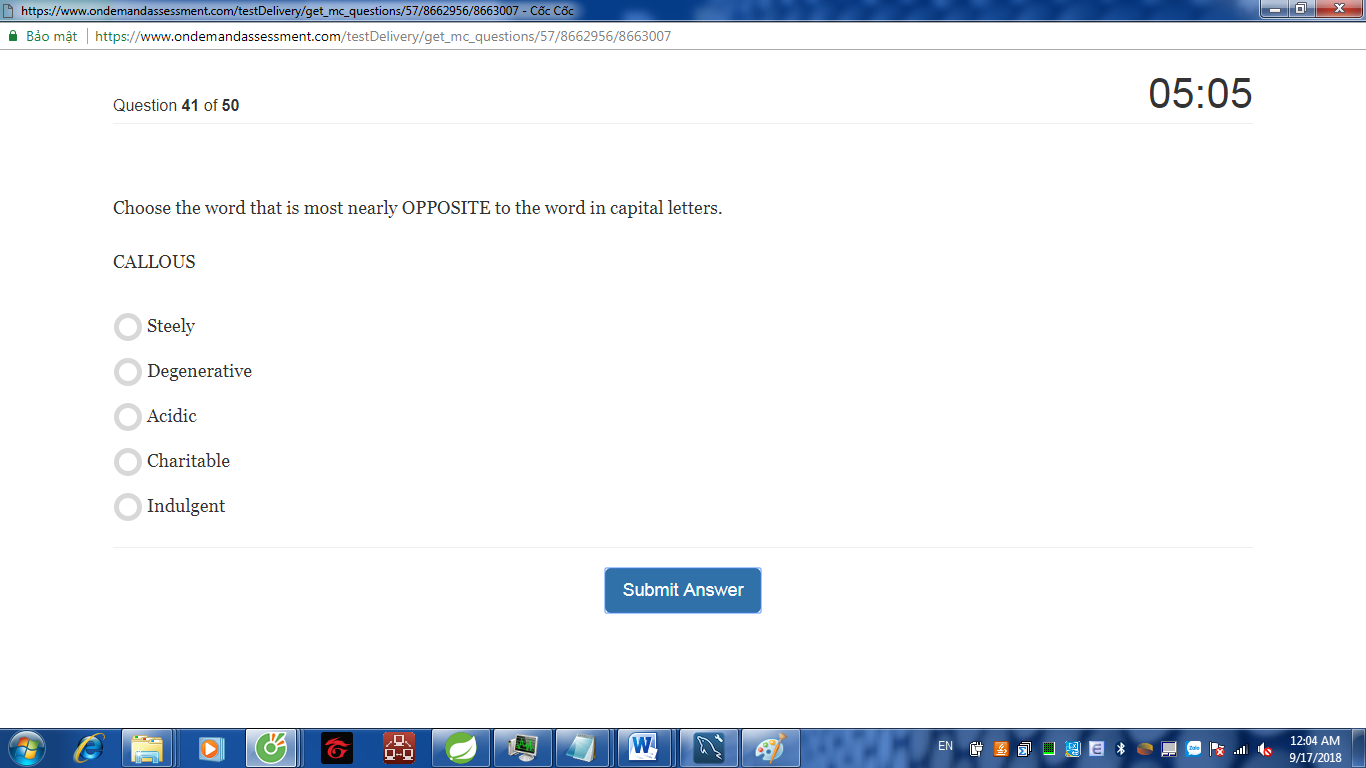 https://www.ondemandassessment.com/testDelivery/get_mc_questions/57/8662956/8663007 - Cốc Cốc
Bảo mật https://www.ondemandassessment.com/testDelivery/get_mc_questions/57/8662956/8663007
05:05
Question 41 of 50
Choose the word that is most nearly OPPOSITE to the word in capital letters.
CALLOUS
Steely
Degenerative
Acidic
Charitable
Indulgent
Submit Answer
EN
12:04 AM
9/17/2018